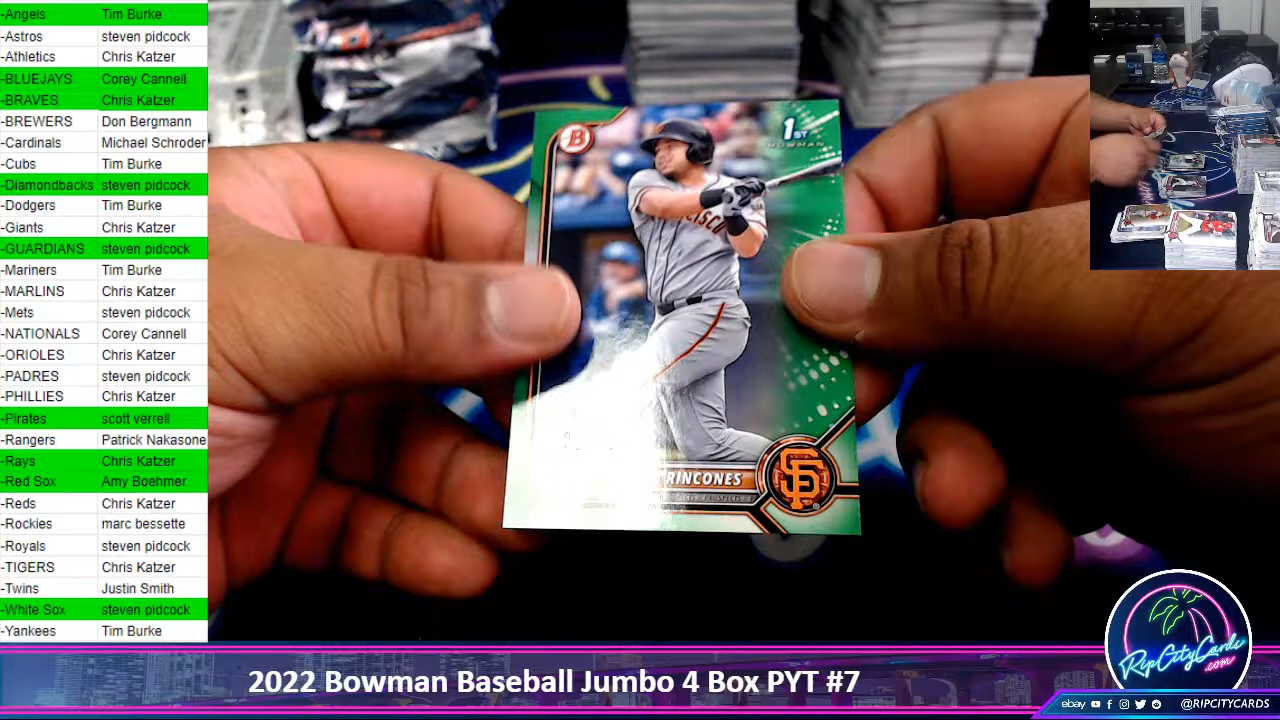 -Angels Tim Burke
-Astros steven pidcock
-Athletics Chris Katzer
-BLUEJAYS Corey Cannell
-BRAVES Chris Katzer
-BREWERS Don Bergmann
-Cardinals Michael Schroder
-Cubs Tim Burke
-Diamondbacks steven pidcock
-Dodgers Tim Burke
-Giants Chris Katzer
-GUARDIANS steven pidcock
-Mariners Tim Burke
-MARLINS Chris Katzer
-Mets steven pidcock
-NATIONALS Corey Cannell
-ORIOLES Chris Katzer
-PADRES steven pidcock
-PHILLIES Chris Katzer
-Pirates scott verrell
-Rangers Patrick Nakasone
-Rays Chris Katzer
-Red Sox Amy Boehmer
-Reds Chris Katzer
-Rockies marc bessette
-Royals steven pidcock
-TIGERS Chris Katzer
-Twins Justin Smith
-White Sox steven pidcock
-Yankees Tim Burke
B
1ST
BOWMAN
RINCONES
SF
RipCityCards
.com
2022 Bowman Baseball Jumbo 4 Box PYT #7
ebay @RIPCITYCARDS